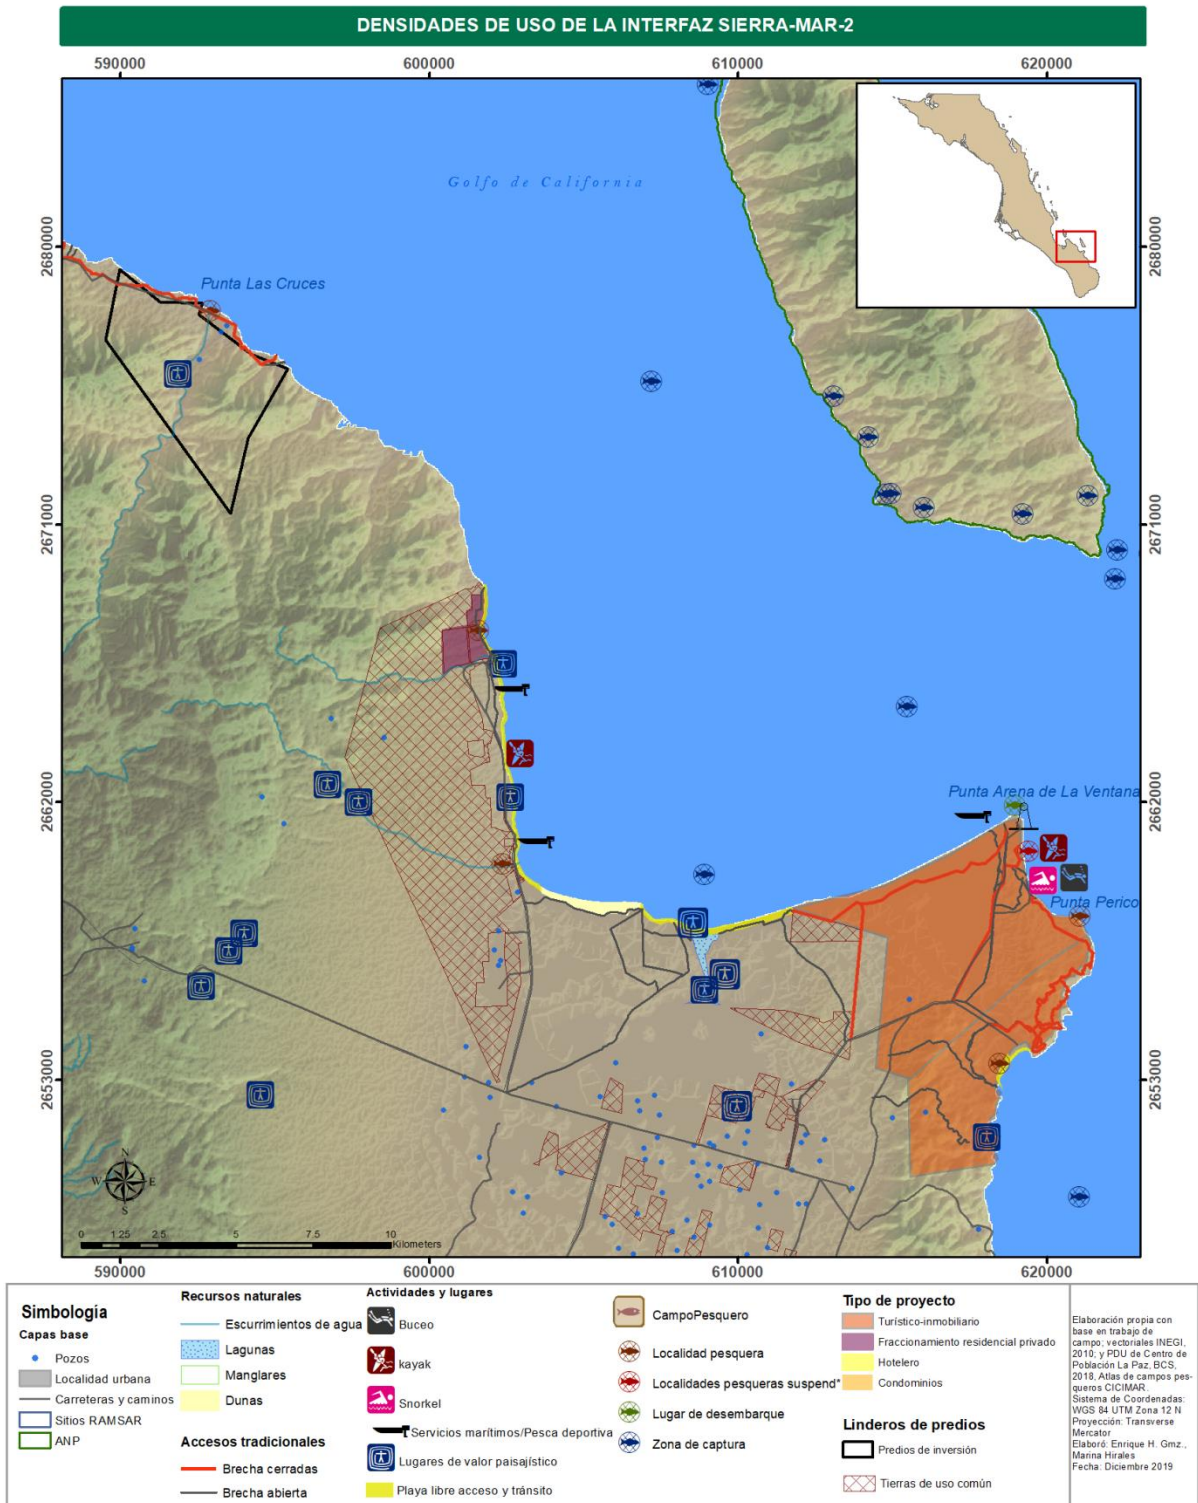 DENSIDADES DE USO DE LA INTERFAZ SIERRA-MAR-2
590000 600000 610000 620000
Golfo de California
2680000 2680000
Punta Las Cruces
2671000 2671000
Punta Arena de La Ventana
2662000 2662000
Punta Perico
2653000 2653000
N
W E
S
0 1.25 2.5 5 7.5 10
Kilometers
590000 600000 610000 620000
Simbología
Capas base
Pozos
Localidad urbana
Carreteras y caminos
Sitios RAMSAR
ANP
Recursos naturales
Escurrimientos de agua
Lagunas
Manglares
Dunas
Accesos tradicionales
Brecha cerradas
Brecha abierta
Actividades y lugares
Buceo
kayak
Snorkel
Servicios marítimos/Pesca deportiva
Lugares de valor paisajístico
Playa libre acceso y tránsito
CampoPesquero
Localidad pesquera
Localidades pesqueras suspend*
Lugar de desembarque
Zona de captura
Tipo de proyecto
Turístico-inmobiliario
Fraccionamiento residencial privado
Hotelero
Condominios
Linderos de predios
Predios de inversión
Tierras de uso común
Elaboración propia con
base en trabajo de
campo; vectoriales INEGI,
2010; y PDU de Centro de
Población La Paz, BCS,
2018, Atlas de campos pes-
queros CICIMAR.
Sistema de Coordenadas:
WGS 84 UTM Zona 12 N
Proyección: Transverse
Mercator
Elaboró: Enrique H. Gmz.,
Marina Hirales
Fecha: Diciembre 2019